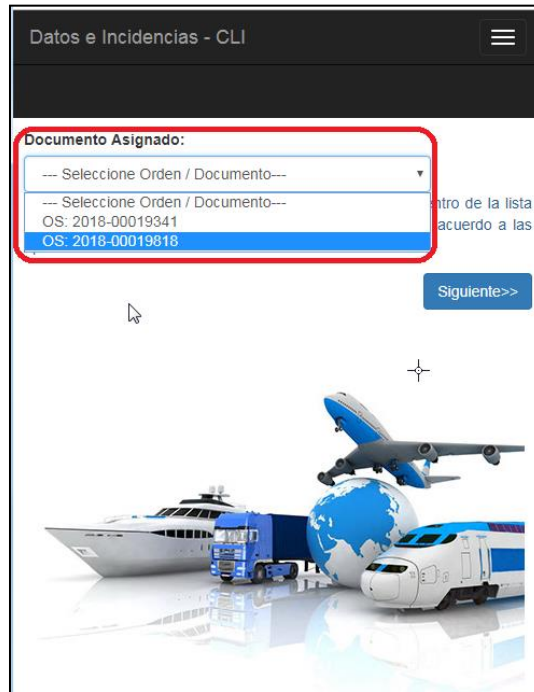 Datos e Incidencias - CLI
Documento Asignado:
--- Seleccione Orden / Documento---
--- Seleccione Orden / Documento---
OS: 2018-00019341
OS: 2018-00019818
de la lista
acuerdo a las
Siguiente>>